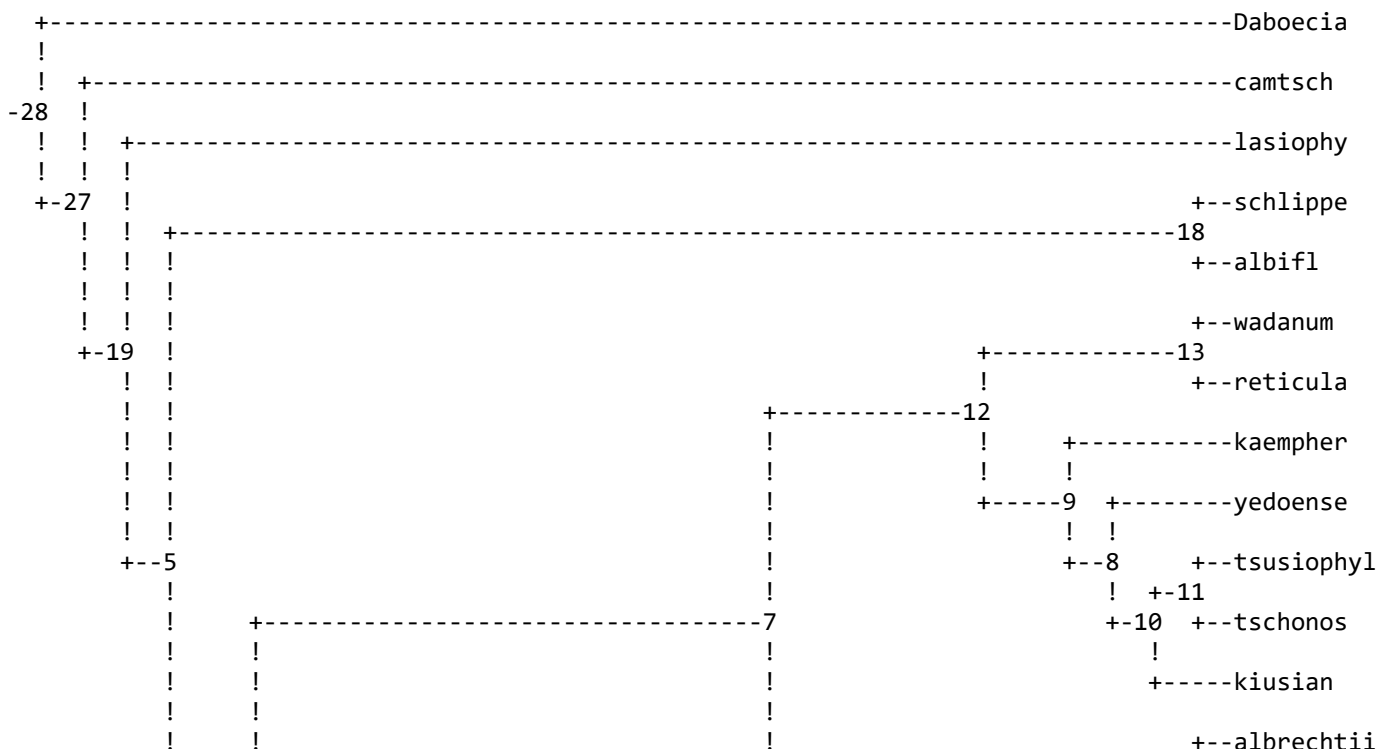 +-----------------------------------------------------------------------------------Daboecia
!
! +--------------------------------------------------------------------------------camtsch
-28 !
! ! +-----------------------------------------------------------------------------lasiophy
! ! !
+-27 ! +--schlippe
! ! +----------------------------------------------------------------------18
! ! ! +--albifl
! ! !
! ! ! +--wadanum
+-19 ! +-------------13
! ! ! +--reticula
! ! +-------------12
! ! ! ! +-----------kaempher
! ! ! ! !
! ! ! +-----9 +--------yedoense
! ! ! ! !
+--5 ! +--8 +--tsusiophyl
! ! ! +-11
! +-----------------------------------7 +-10 +--tschonos
! ! ! !
! ! ! +-----kiusian
! ! !
! ! ! +--albrechtii